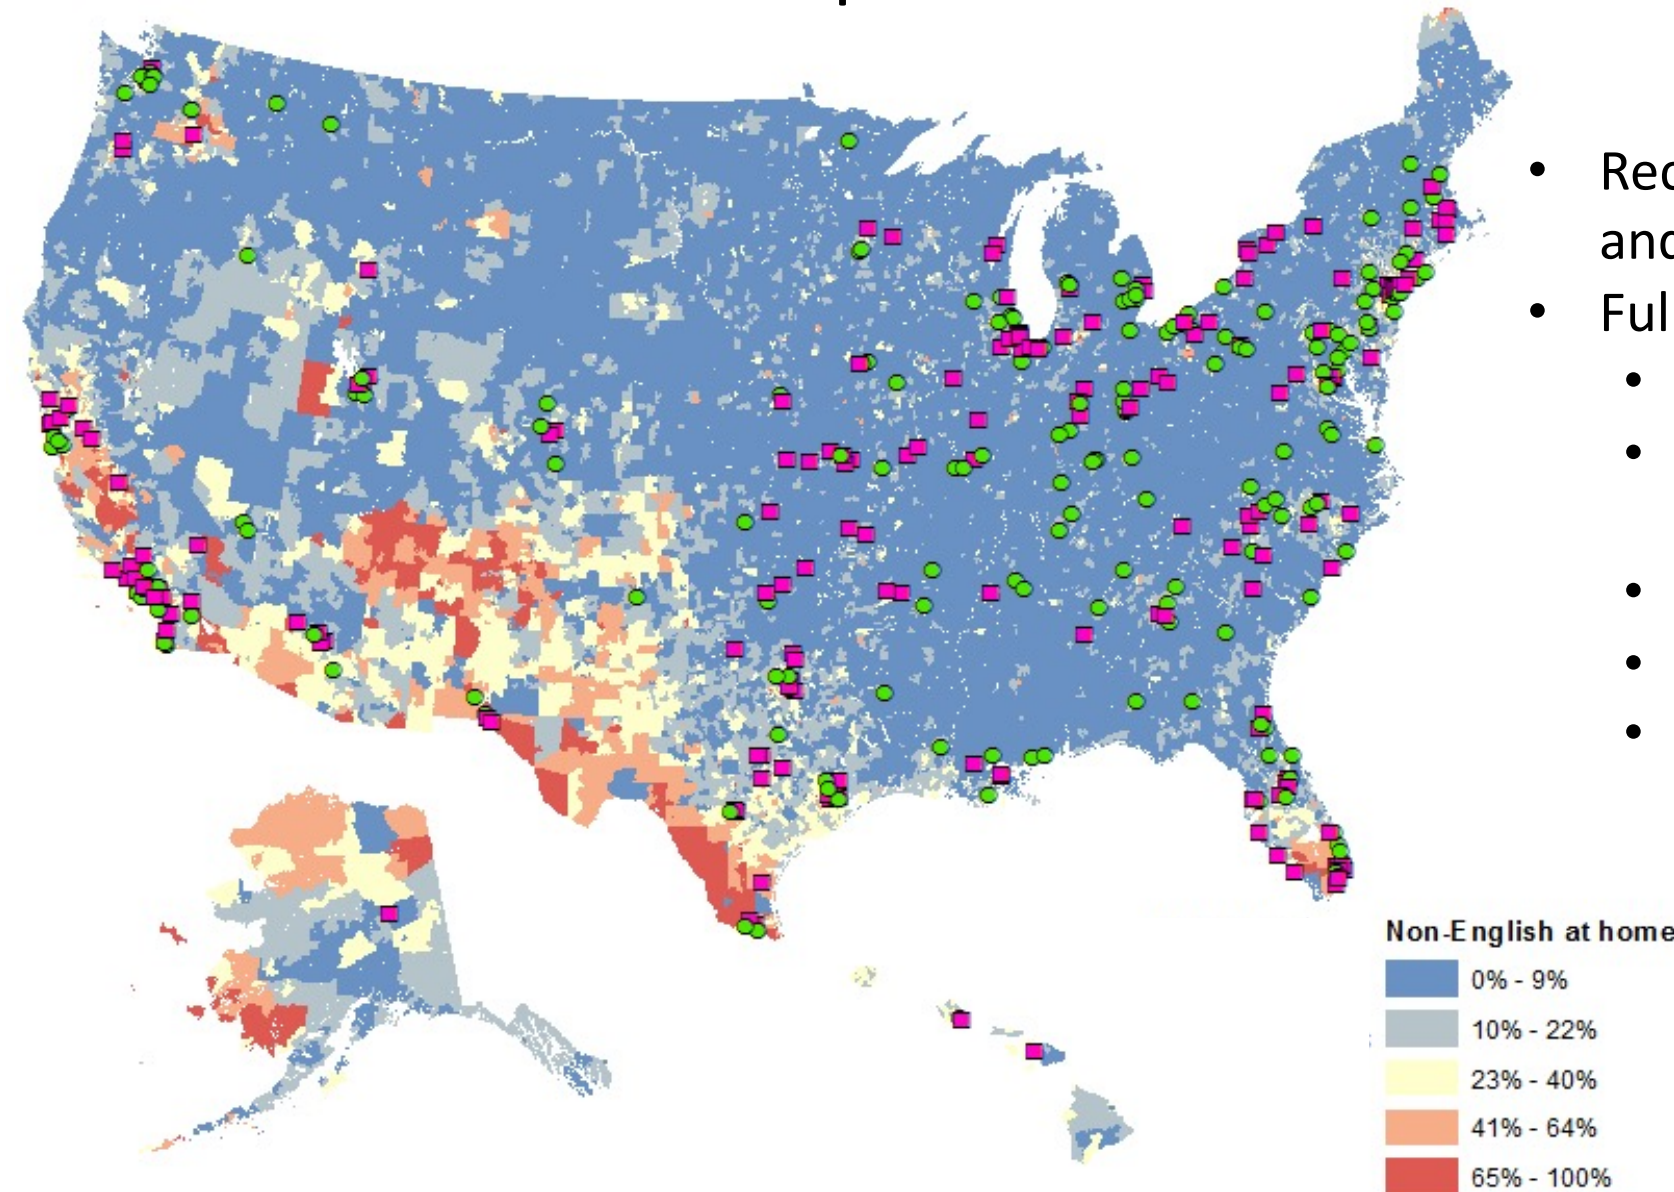 • Rec
and
• Ful
•
•
•
•
•
Non-English at home
0% - 9%
10% - 22%
23% - 40%
41% - 64%
65% - 100%